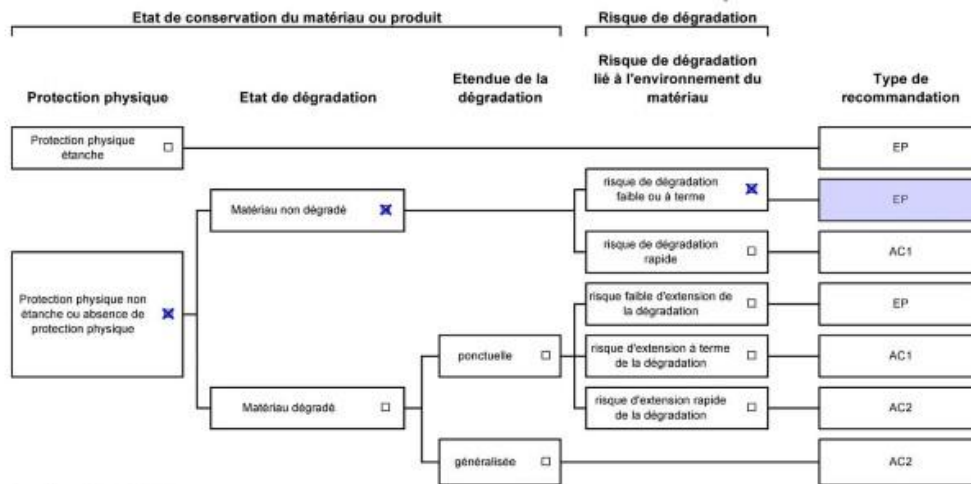 Etat de conservation du matériau ou produit
Risque de dégradation
Protection physique
Etat de dégradation
Etendue de la
dégradation
Risque de dégradation
lié à l'environnement du
matériau
Type de
recommandation
Protection physique
étanche
EP
risque de dégradation
faible ou à terme
EP
Matériau non dégradé
risque de dégradation
rapide
AC1
Protection physique non
étanche ou absence de
protection physique
risque faible d'extension de
la dégradation
EP
ponctuelle
risque d'extension à terme
de la dégradation
AC1
Matériau dégradé
risque d'extension rapide
de la dégradation
AC2
généralisée
AC2